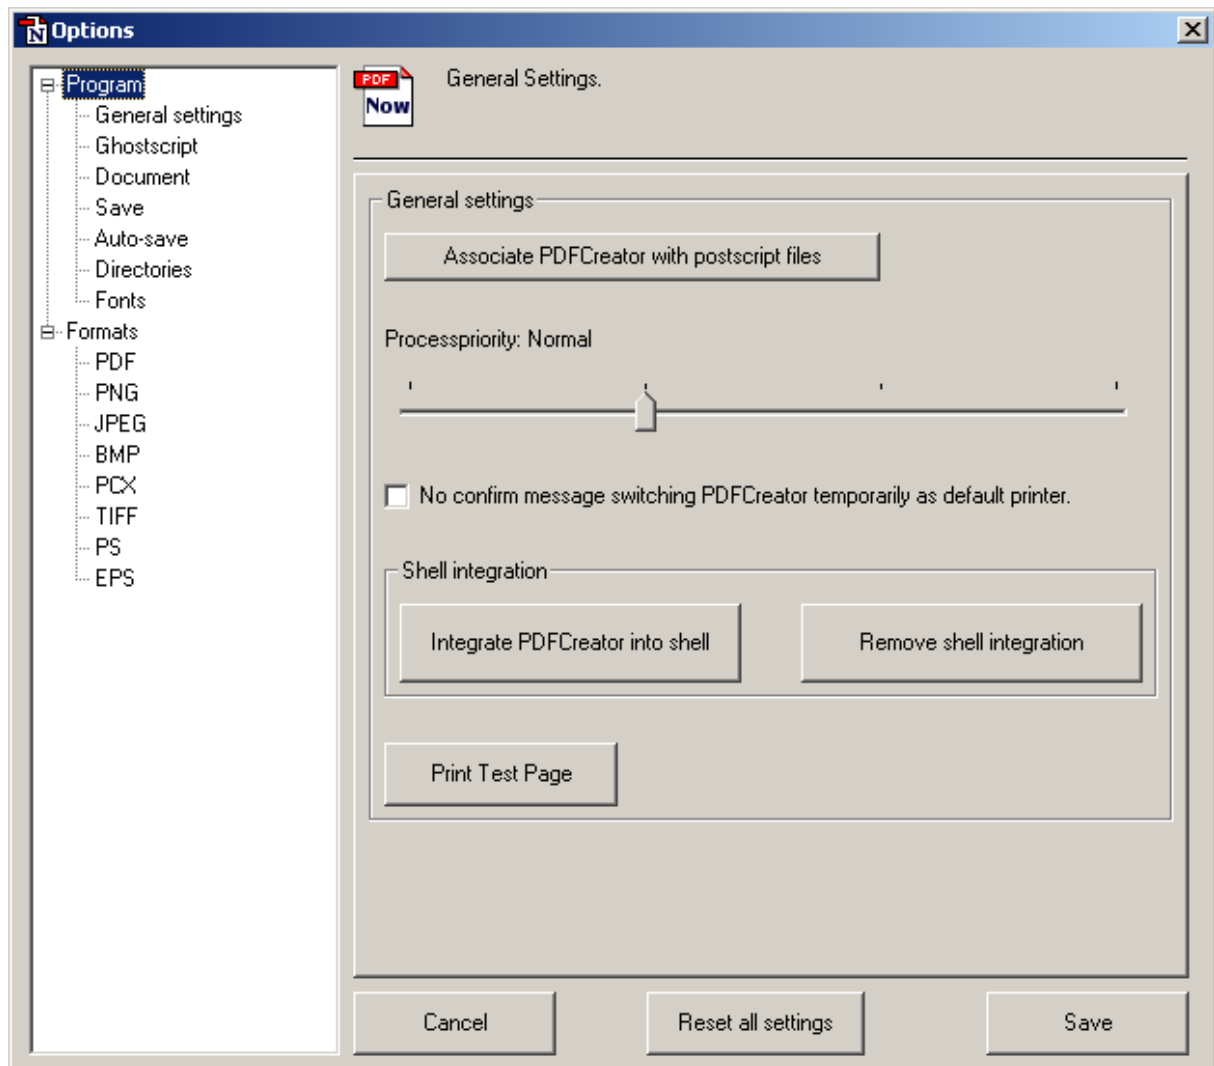 N Options
Program
General settings
Ghostscript
Document
Save
Auto-save
Directories
Fonts
Formats
PDF
PNG
JPEG
BMP
PCX
TIFF
PS
EPS
PDF
Now
General Settings.
General settings
Associate PDFCreator with postscript files
Processpriority: Normal
No confirm message switching PDFCreator temporarily as default printer.
Shell integration
Integrate PDFCreator into shell
Remove shell integration
Print Test Page
Cancel
Reset all settings
Save